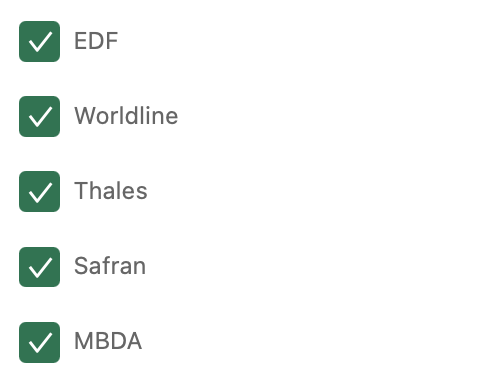 EDF
Worldline
Thales
Safran
MBDA